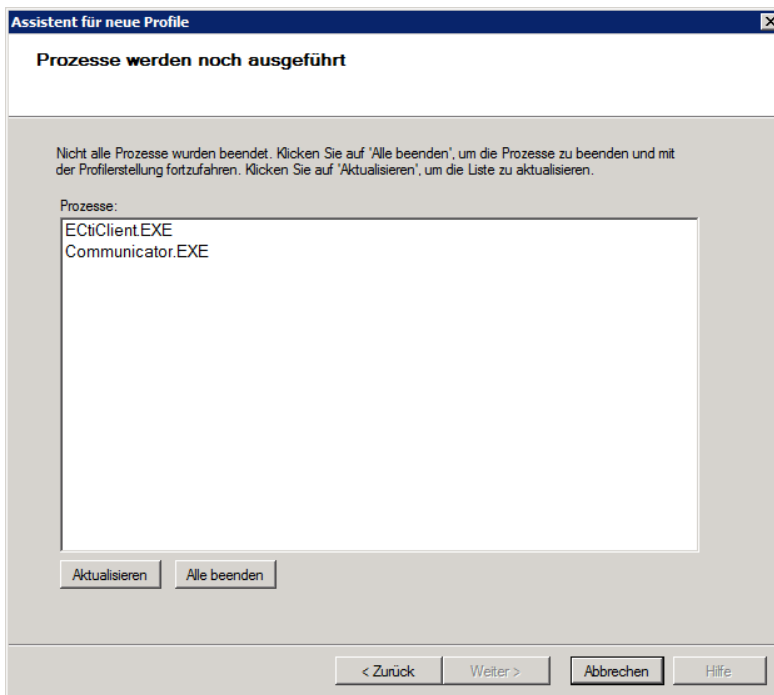 Assistent für neue Profile
Prozesse werden noch ausgeführt
Nicht alle Prozesse wurden beendet. Klicken Sie auf 'Alle beenden', um die Prozesse zu beenden und mit
der Profilerstellung fortzufahren. Klicken Sie auf 'Aktualisieren', um die Liste zu aktualisieren.
Prozesse:
ECtiClient.EXE
Communicator.EXE
Aktualisieren Alle beenden
< Zurück Weiter > Abbrechen Hilfe